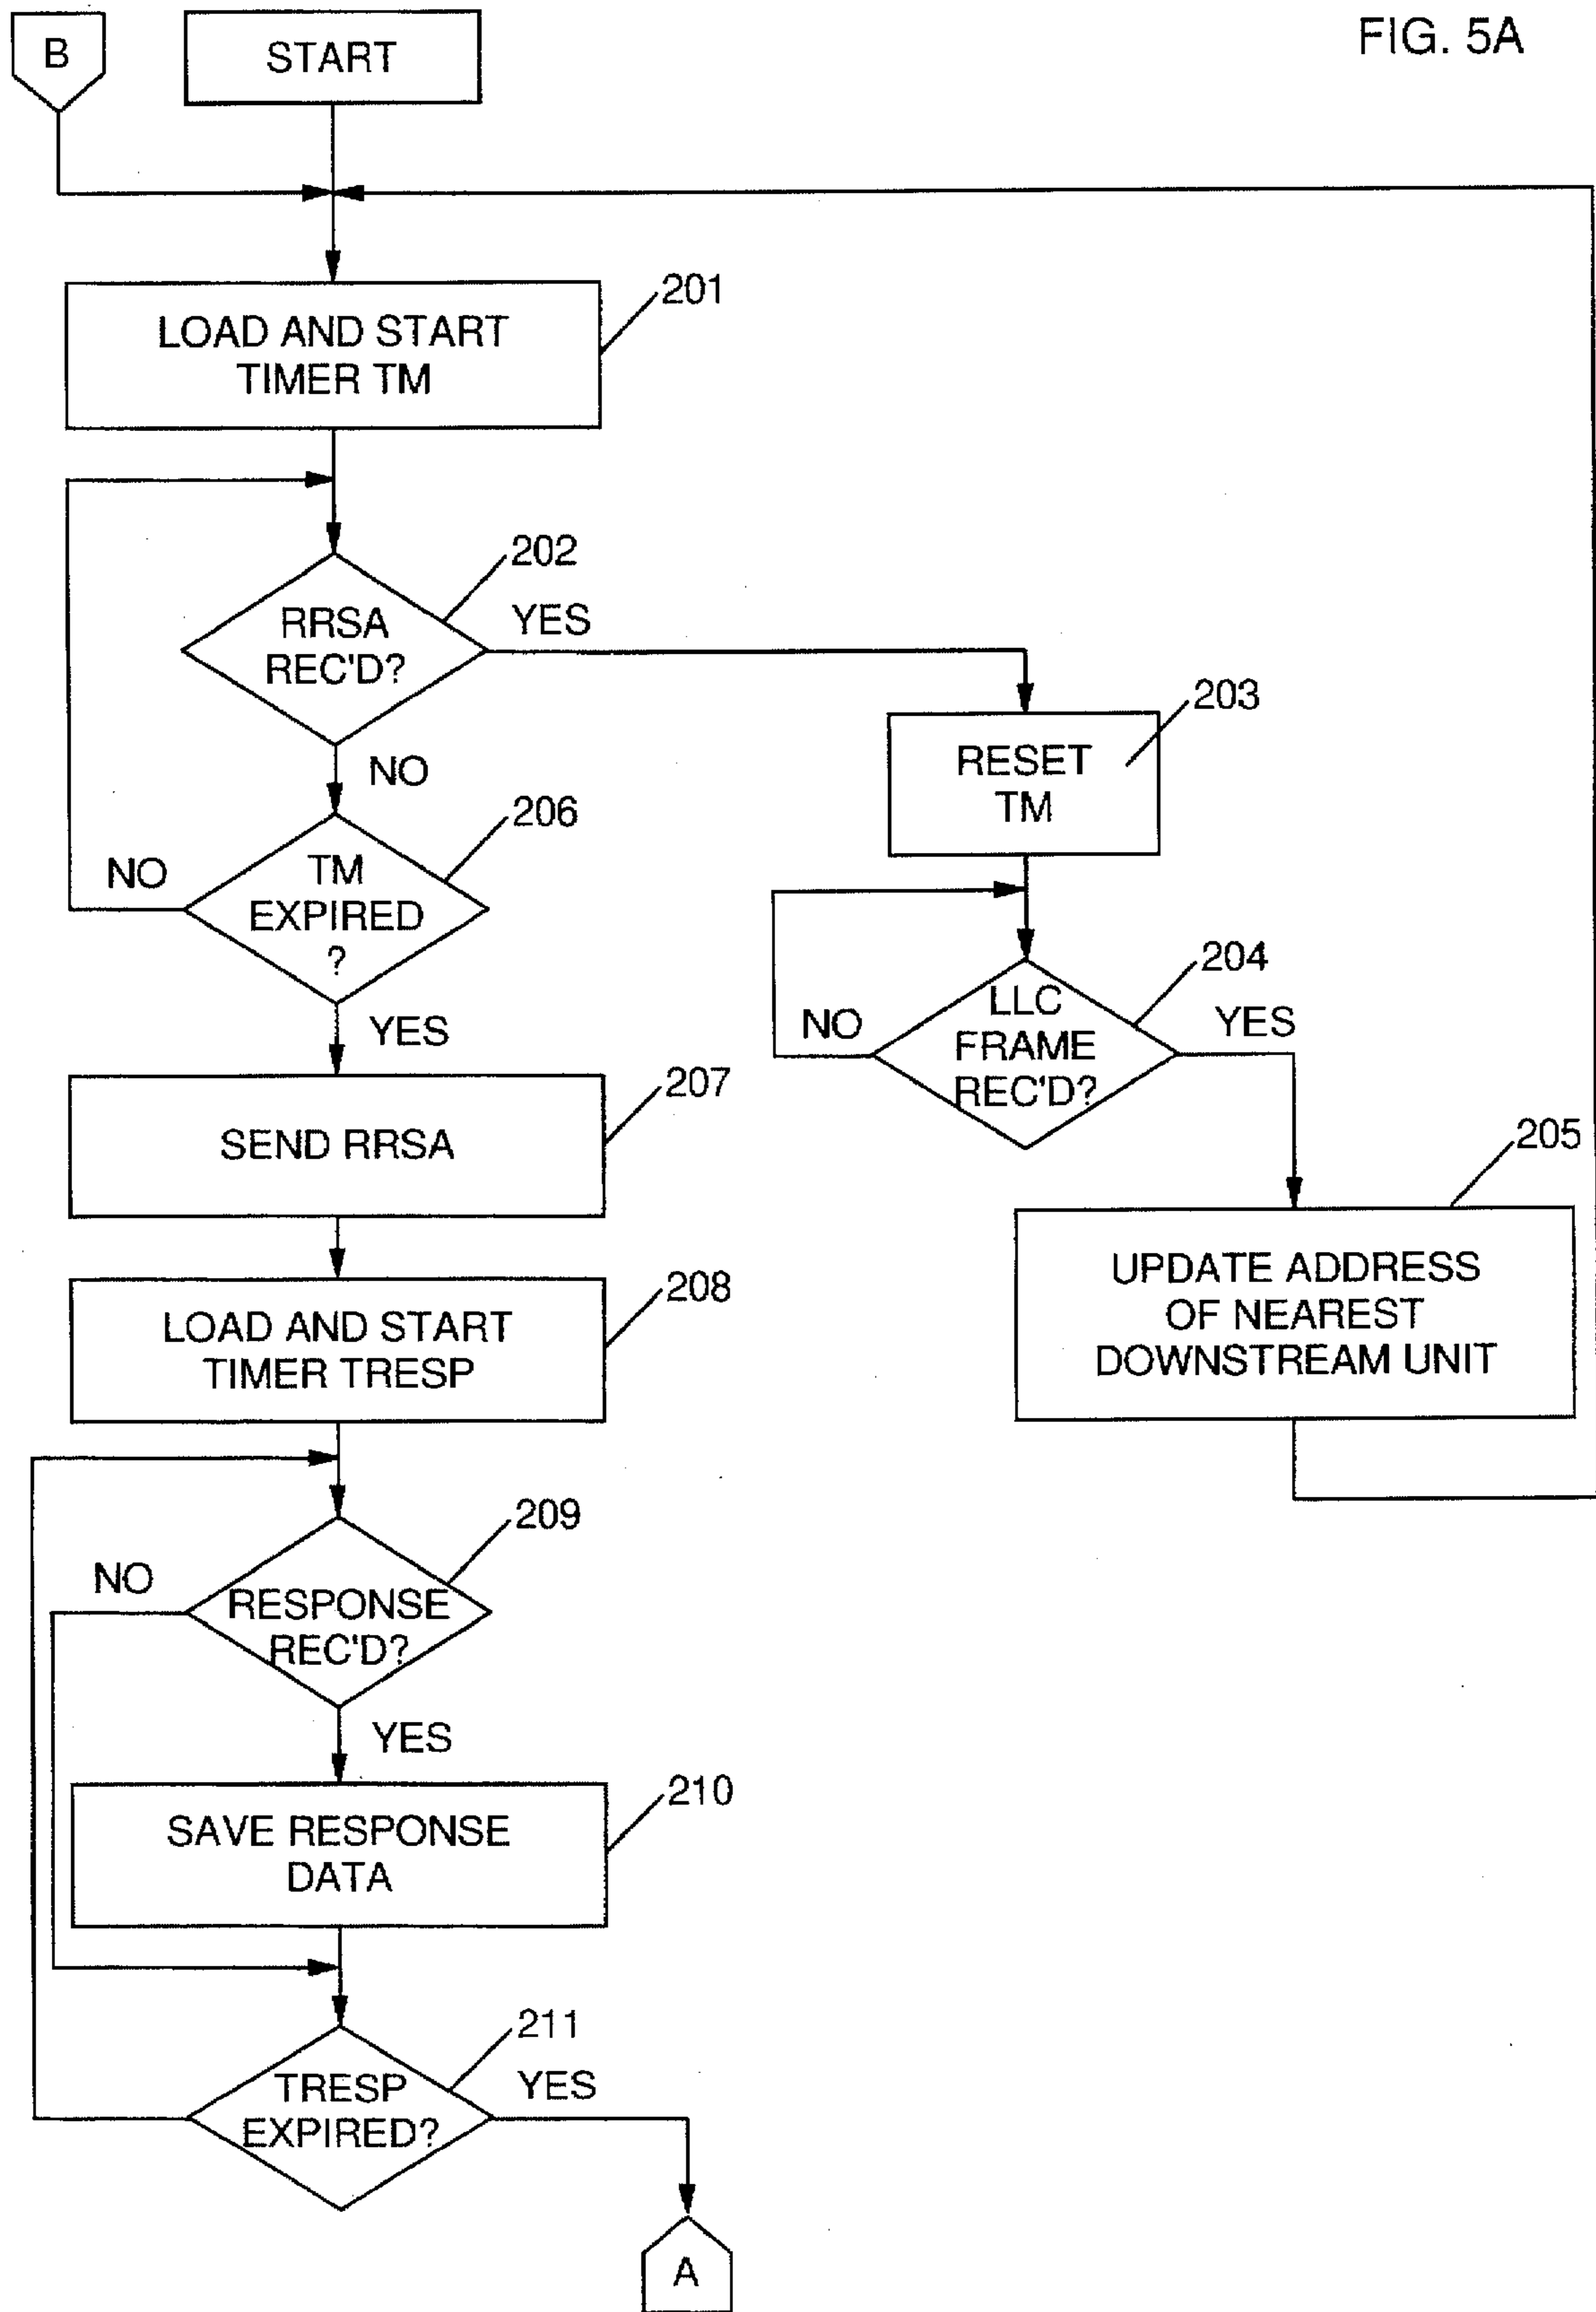 FIG. 5A
B
START
201
LOAD AND START
TIMER TM
202
RRSA
REC'D?
YES
NO
203
RESET
TM
206
TM
EXPIRED
?
NO
YES
204
LLC
FRAME
REC'D?
NO
YES
207
SEND RRSA
205
UPDATE ADDRESS
OF NEAREST
DOWNSTREAM UNIT
208
LOAD AND START
TIMER TRESP
209
RESPONSE
REC'D?
NO
YES
210
SAVE RESPONSE
DATA
211
TRESP
EXPIRED?
YES
A